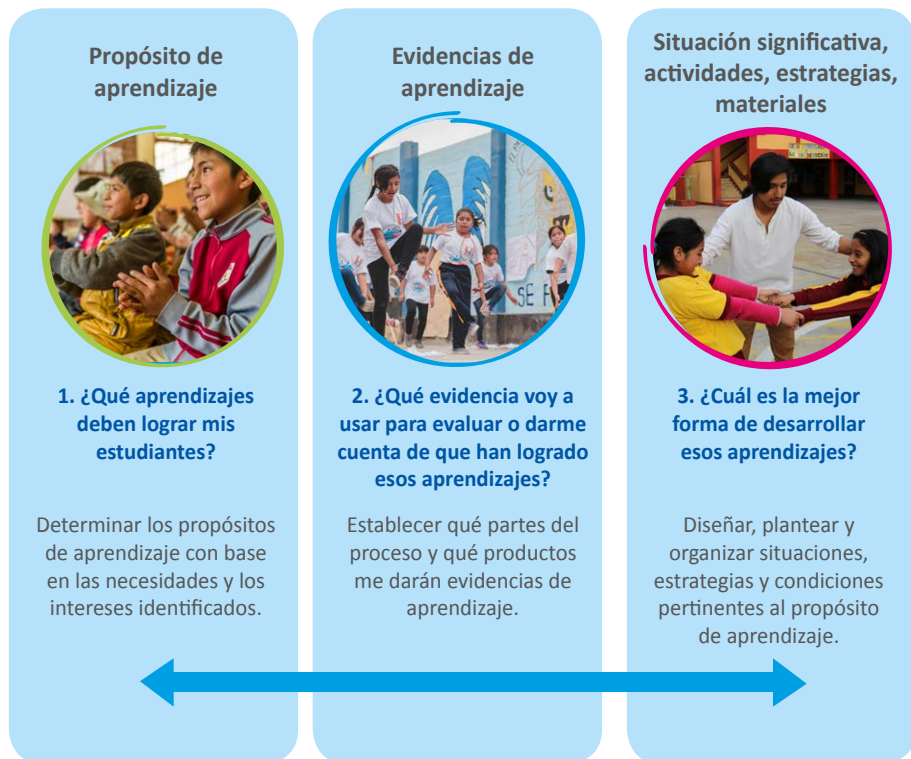 Propósito de
aprendizaje
1. ¿Qué aprendizajes
deben lograr mis
estudiantes?
Determinar los propósitos
de aprendizaje con base
en las necesidades y los
intereses identificados.
Evidencias de
aprendizaje
SE F
2. ¿Qué evidencia voy a
usar para evaluar o darme
cuenta de que han logrado
esos aprendizajes?
Establecer qué partes del
proceso y qué productos
me darán evidencias de
aprendizaje.
Situación significativa,
actividades, estrategias,
materiales
3. ¿Cuál es la mejor
forma de desarrollar
esos aprendizajes?
Diseñar, plantear y
organizar situaciones,
estrategias y condiciones
pertinentes al propósito
de aprendizaje.